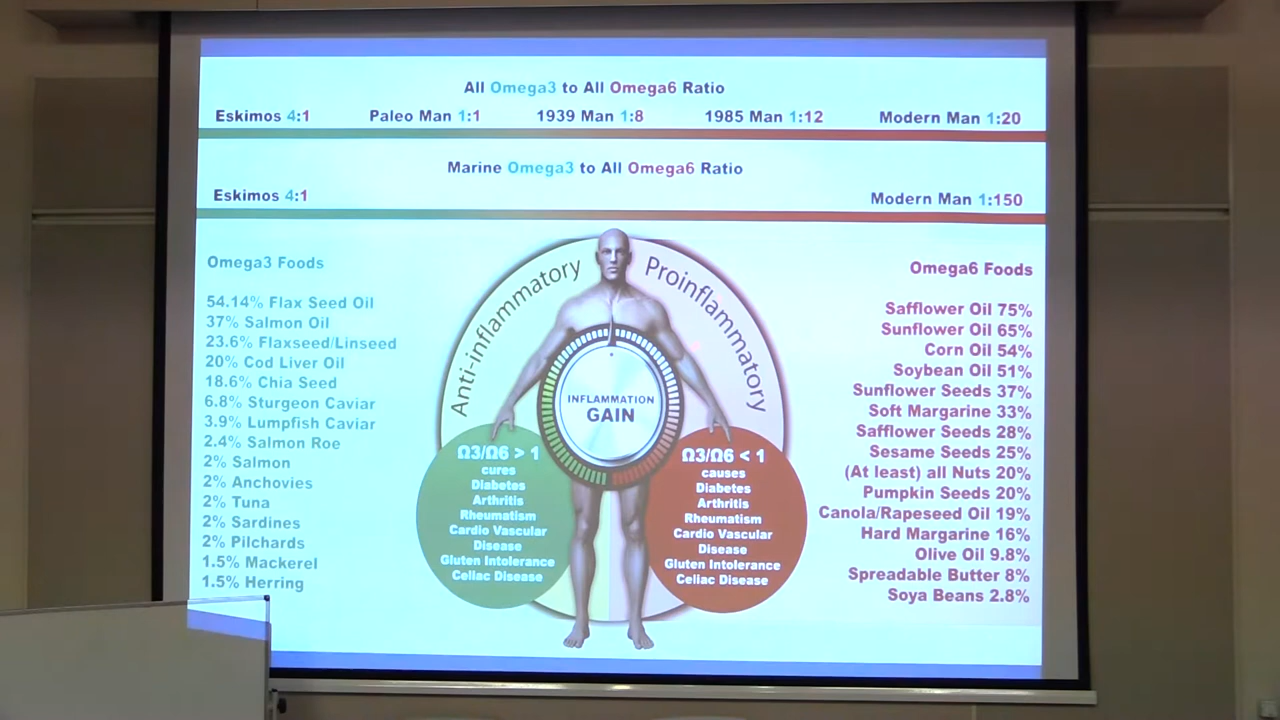 All Omega3 to All Omega6 Ratio
Eskimos 4:1 Paleo Man 1:1 1939 Man 1:8 1985 Man 1:12 Modern Man 1:20
Marine Omega3 to All Omega6 Ratio
Eskimos 4:1 Modern Man 1:150
Omega3 Foods
54.14% Flax Seed Oil
37% Salmon Oil
23.6% Flaxseed/Linseed
20% Cod Liver Oil
18.6% Chia Seed
6.8% Sturgeon Caviar
3.9% Lumpfish Caviar
2.4% Salmon Roe
2% Salmon
2% Anchovies
2% Tuna
2% Sardines
2% Pilchards
1.5% Mackerel
1.5% Herring
Anti-inflammatory
Proinflammatory
INFLAMMATION
GAIN
Ω3/Ω6 > 1
cures
Diabetes
Arthritis
Rheumatism
Cardio Vascular
Disease
Gluten Intolerance
Celiac Disease
Ω3/Ω6 < 1
causes
Diabetes
Arthritis
Rheumatism
Cardio Vascular
Disease
Gluten Intolerance
Celiac Disease
Omega6 Foods
Safflower Oil 75%
Sunflower Oil 65%
Corn Oil 54%
Soybean Oil 51%
Sunflower Seeds 37%
Soft Margarine 33%
Safflower Seeds 28%
Sesame Seeds 25%
(At least) all Nuts 20%
Pumpkin Seeds 20%
Canola/Rapeseed Oil 19%
Hard Margarine 16%
Olive Oil 9.8%
Spreadable Butter 8%
Soya Beans 2.8%